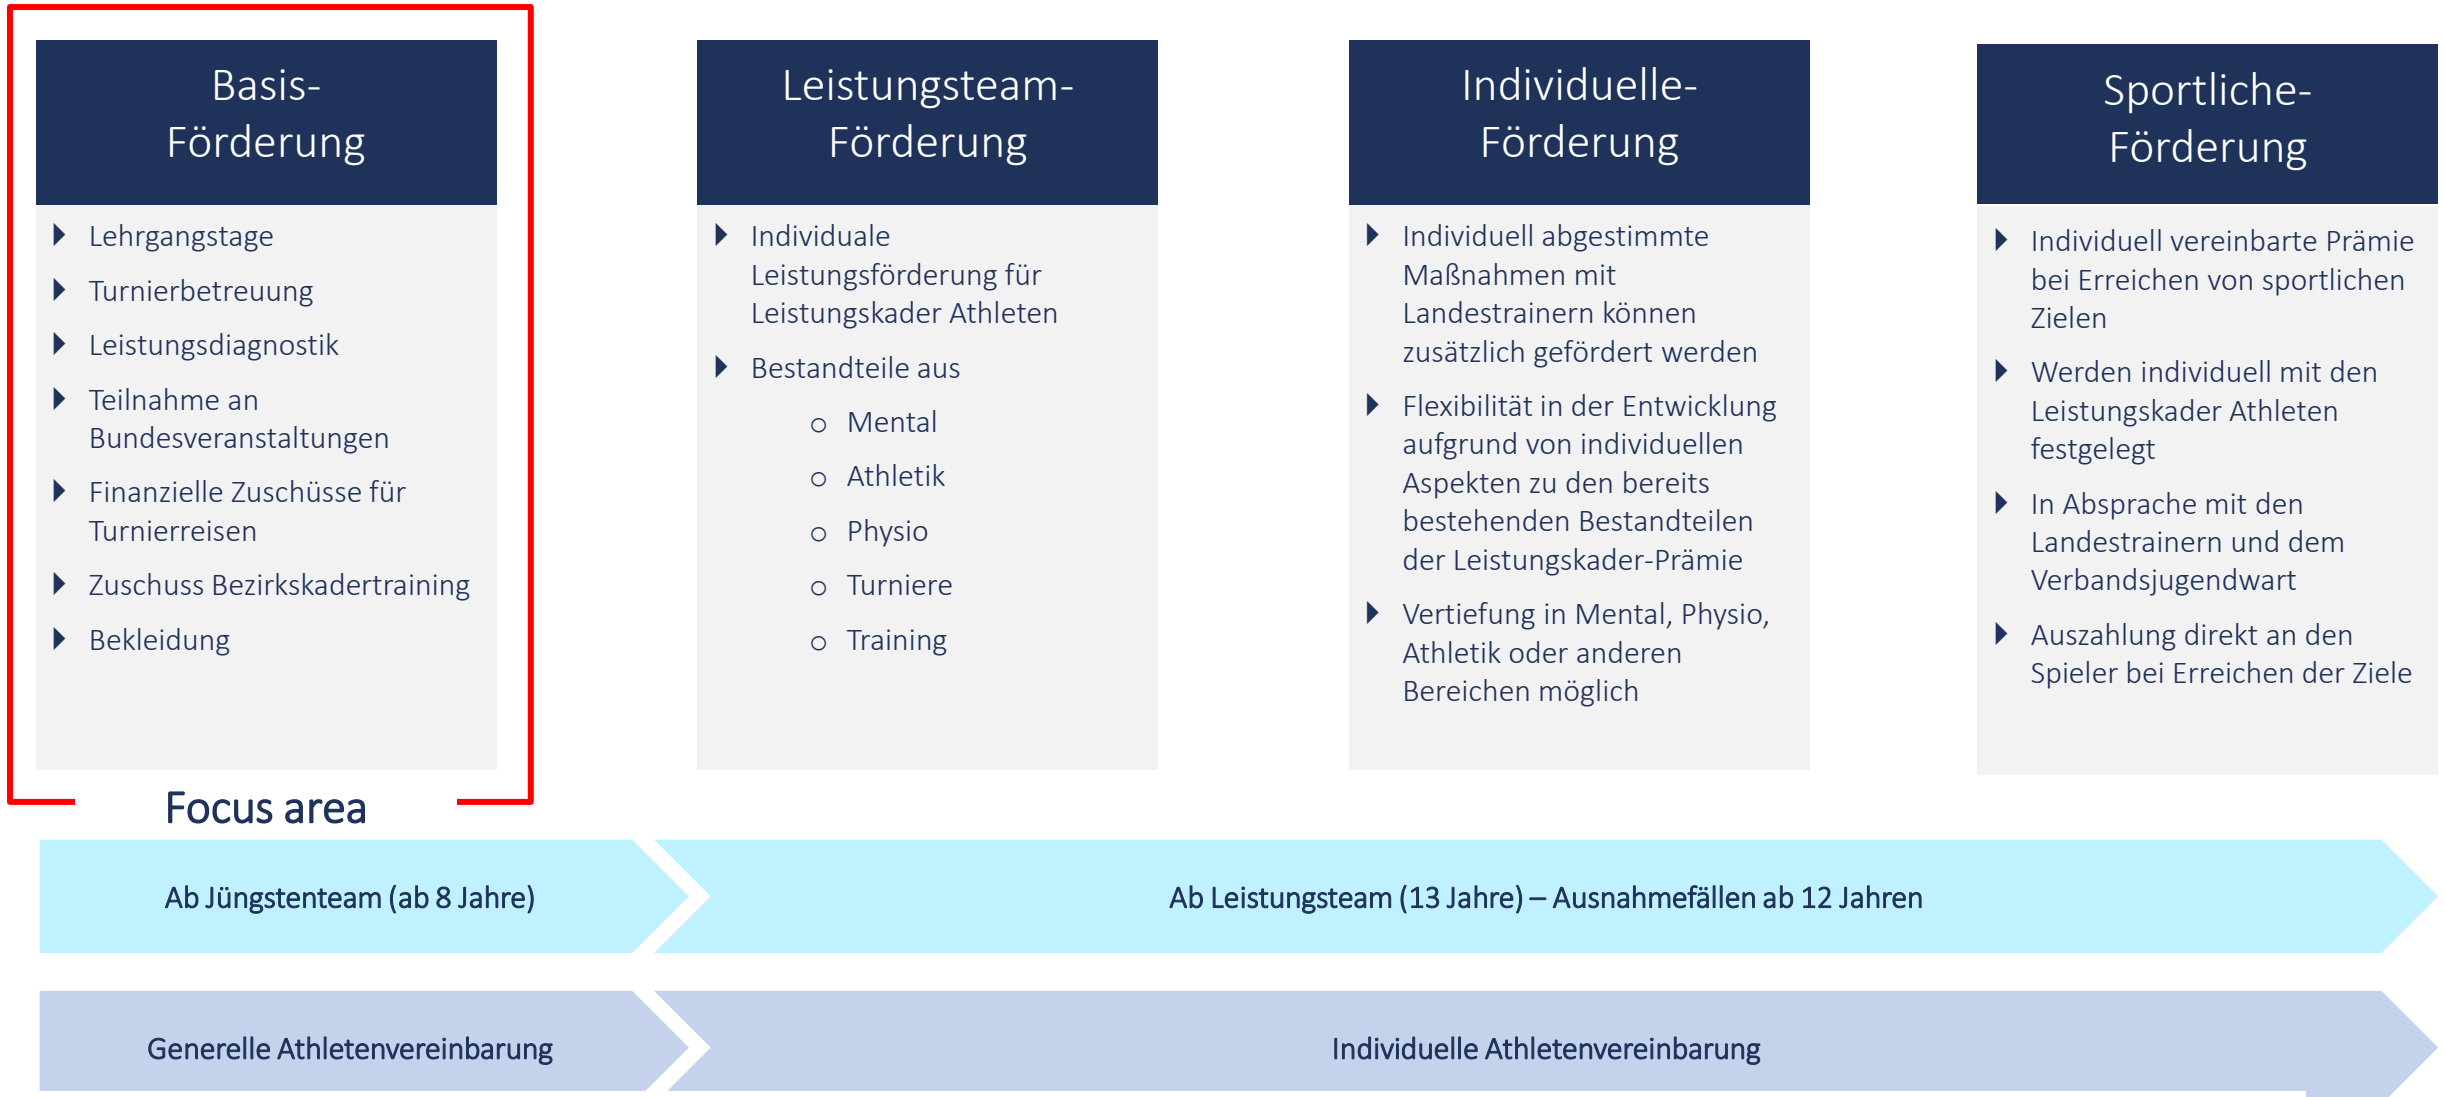 Basis-
Förderung
Lehrgangstage
Turnierbetreuung
Leistungsdiagnostik
Teilnahme an
Bundesveranstaltungen
Finanzielle Zuschüsse für
Turnierreisen
Zuschuss Bezirkskadertraining
Bekleidung
Focus area
Leistungsteam-
Förderung
Individuale
Leistungsförderung für
Leistungskader Athleten
Bestandteile aus
o Mental
o Athletik
o Physio
o Turniere
o Training
Individuelle-
Förderung
Individuell abgestimmte
Maßnahmen mit
Landestrainern können
zusätzlich gefördert werden
Flexibilität in der Entwicklung
aufgrund von individuellen
Aspekten zu den bereits
bestehenden Bestandteilen
der Leistungskader-Prämie
Vertiefung in Mental, Physio,
Athletik oder anderen
Bereichen möglich
Sportliche-
Förderung
Individuell vereinbarte Prämie
bei Erreichen von sportlichen
Zielen
Werden individuell mit den
Leistungskader Athleten
festgelegt
In Absprache mit den
Landestrainern und dem
Verbandsjugendwart
Auszahlung direkt an den
Spieler bei Erreichen der Ziele
Ab Jüngstenteam (ab 8 Jahre)
Ab Leistungsteam (13 Jahre) – Ausnahmefällen ab 12 Jahren
Generelle Athletenvereinbarung
Individuelle Athletenvereinbarung